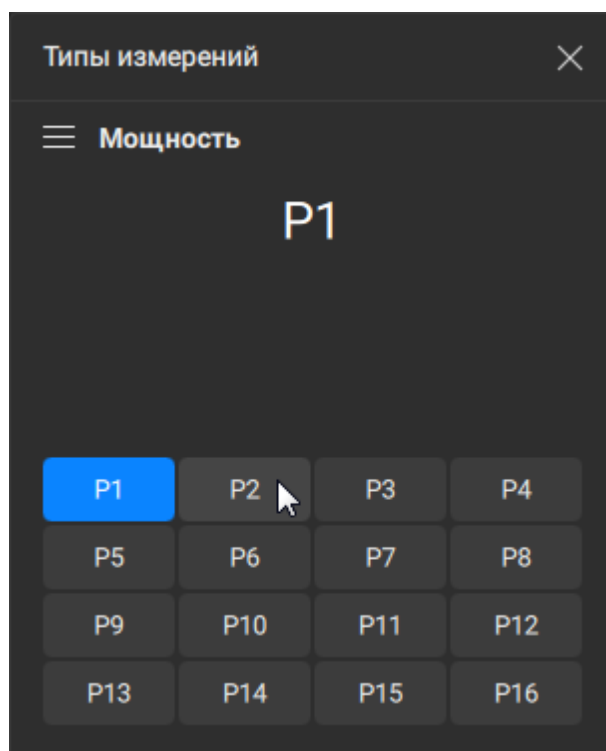 Типы измерений
Мощность
P1
P1 P2 P3 P4
P5 P6 P7 P8
P9 P10 P11 P12
P13 P14 P15 P16